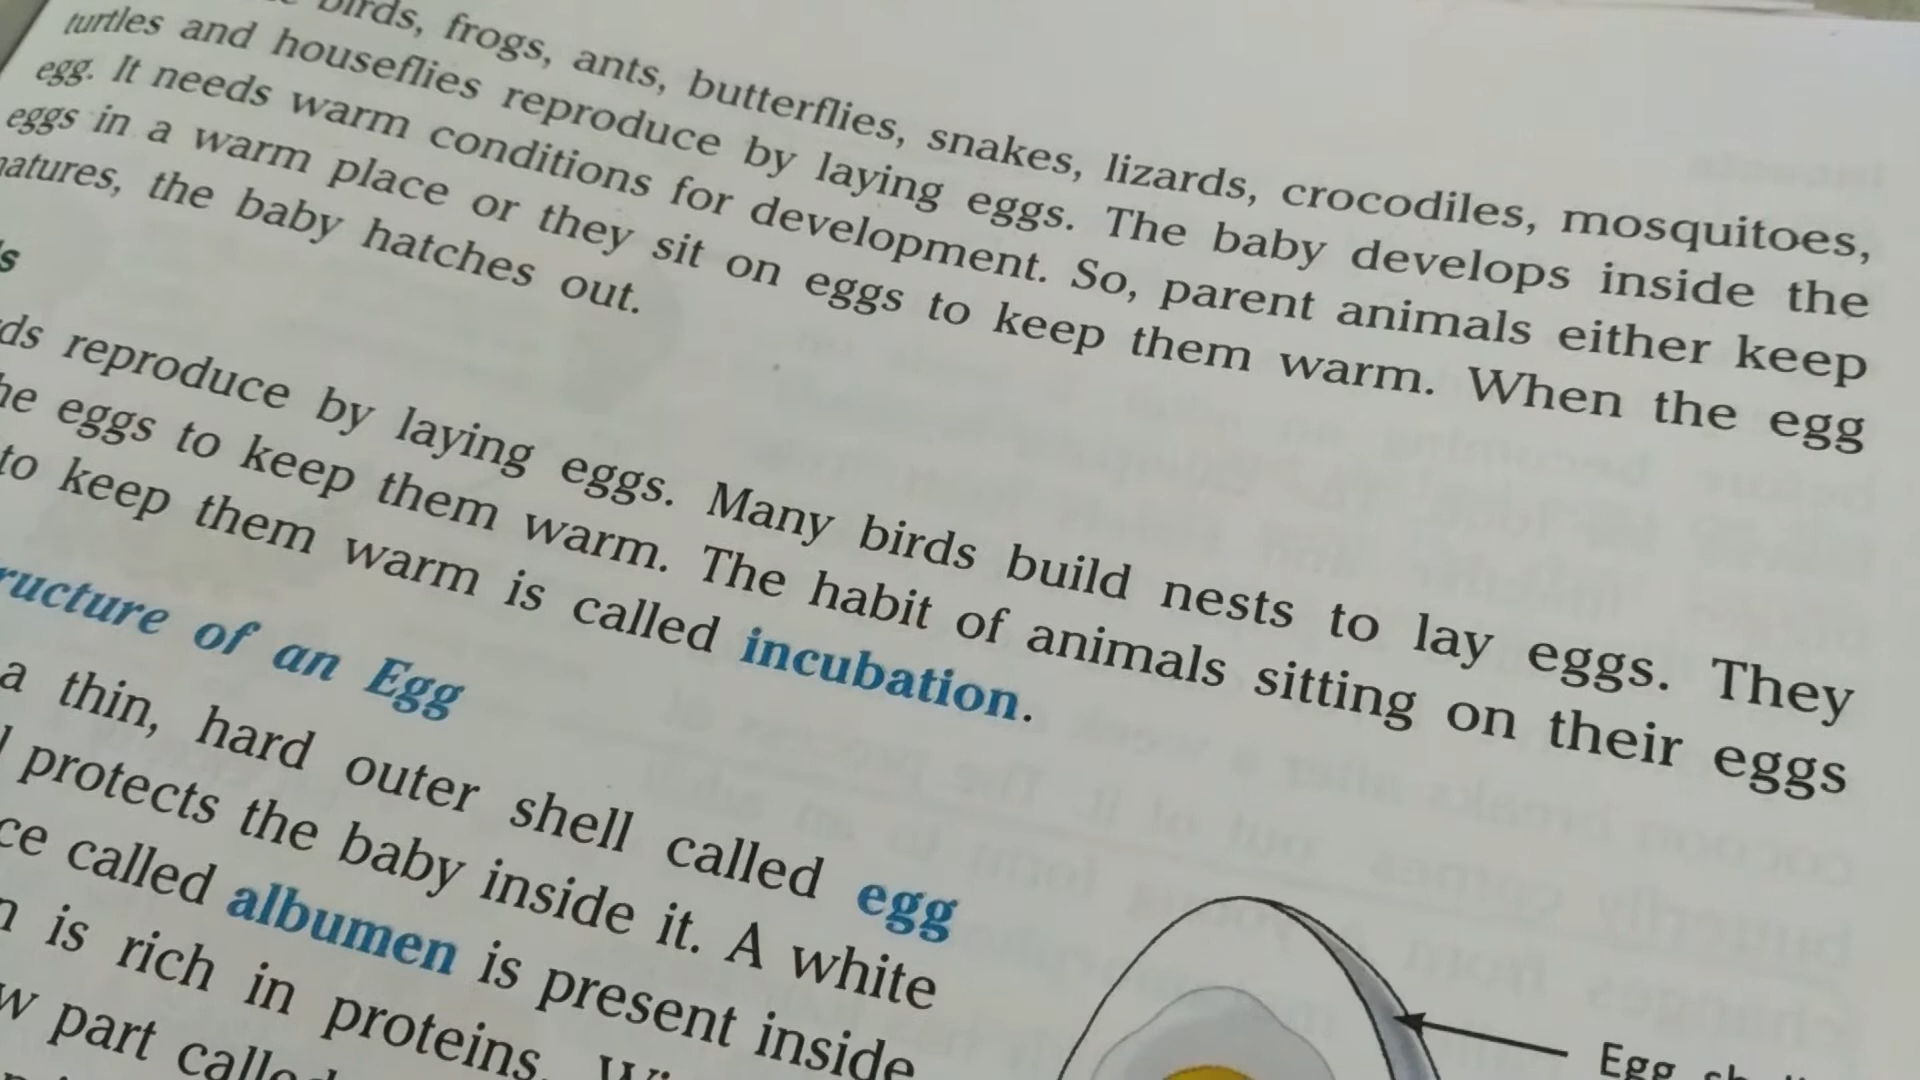 birds, frogs, ants, butterflies, snakes, lizards, crocodiles, mosquitoes,
turtles and houseflies reproduce by laying eggs. The baby develops inside the
egg. It needs warm conditions for development. So, parent animals either keep
eggs in a warm place or they sit on eggs to keep them warm. When the egg
the baby hatches out.
reproduce by laying eggs. Many birds build nests to lay eggs. They
eggs to keep them warm. The habit of animals sitting on their eggs
to keep them warm is called incubation.
of an Egg
a thin, hard outer shell called egg
protects the baby inside it. A white
called albumen is present inside
is rich in proteins.
part called
Egg